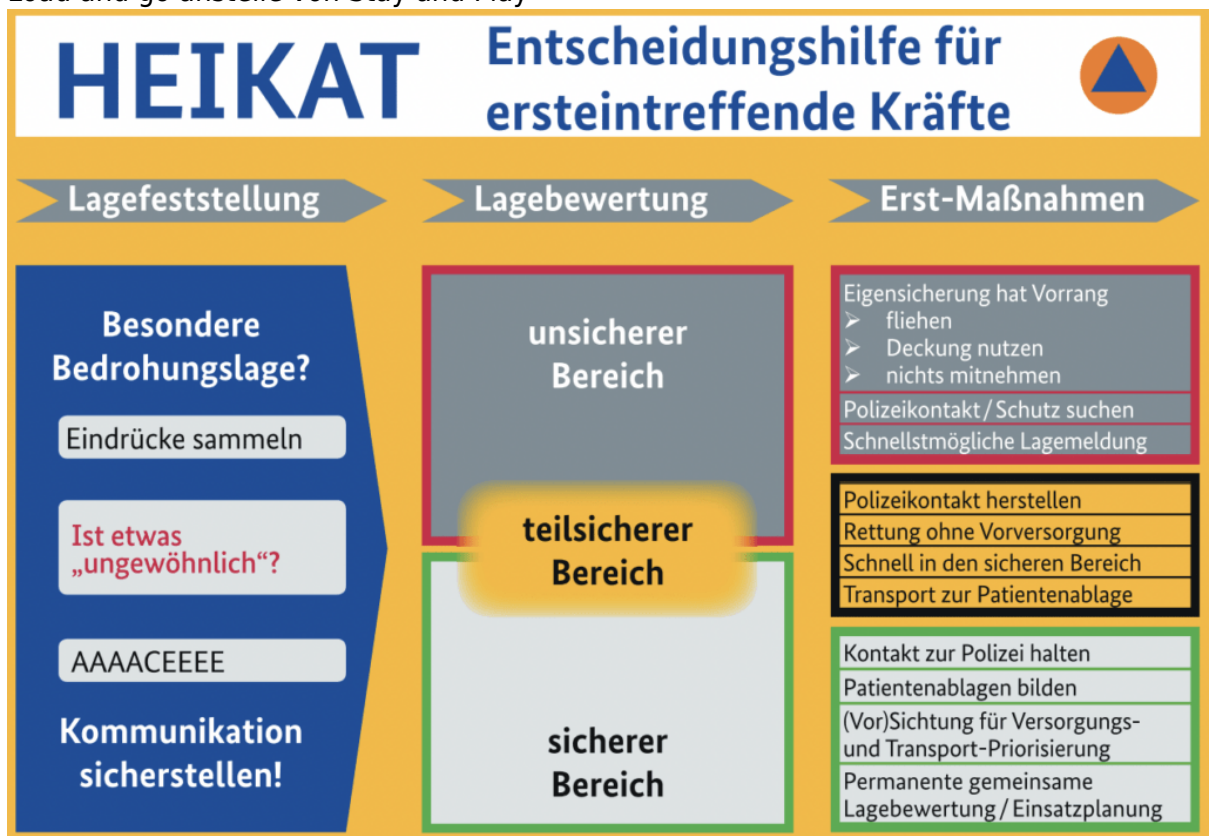 HEIKAT
Entscheidungshilfe für
ersteintreffende Kräfte
Lagefeststellung
Lagebewertung
Erst-Maßnahmen
Besondere
Bedrohungslage?
Eindrücke sammeln
Ist etwas
„ungewöhnlich“?
AAAACEEEE
Kommunikation
sicherstellen!
unsicherer
Bereich
teilsicherer
Bereich
sicherer
Bereich
Eigensicherung hat Vorrang
➢ fliehen
➢ Deckung nutzen
➢ nichts mitnehmen
Polizeikontakt / Schutz suchen
Schnellstmögliche Lagemeldung
Polizeikontakt herstellen
Rettung ohne Vorversorgung
Schnell in den sicheren Bereich
Transport zur Patientenablage
Kontakt zur Polizei halten
Patientenablagen bilden
(Vor)Sichtung für Versorgungs-
und Transport-Priorisierung
Permanente gemeinsame
Lagebewertung / Einsatzplanung